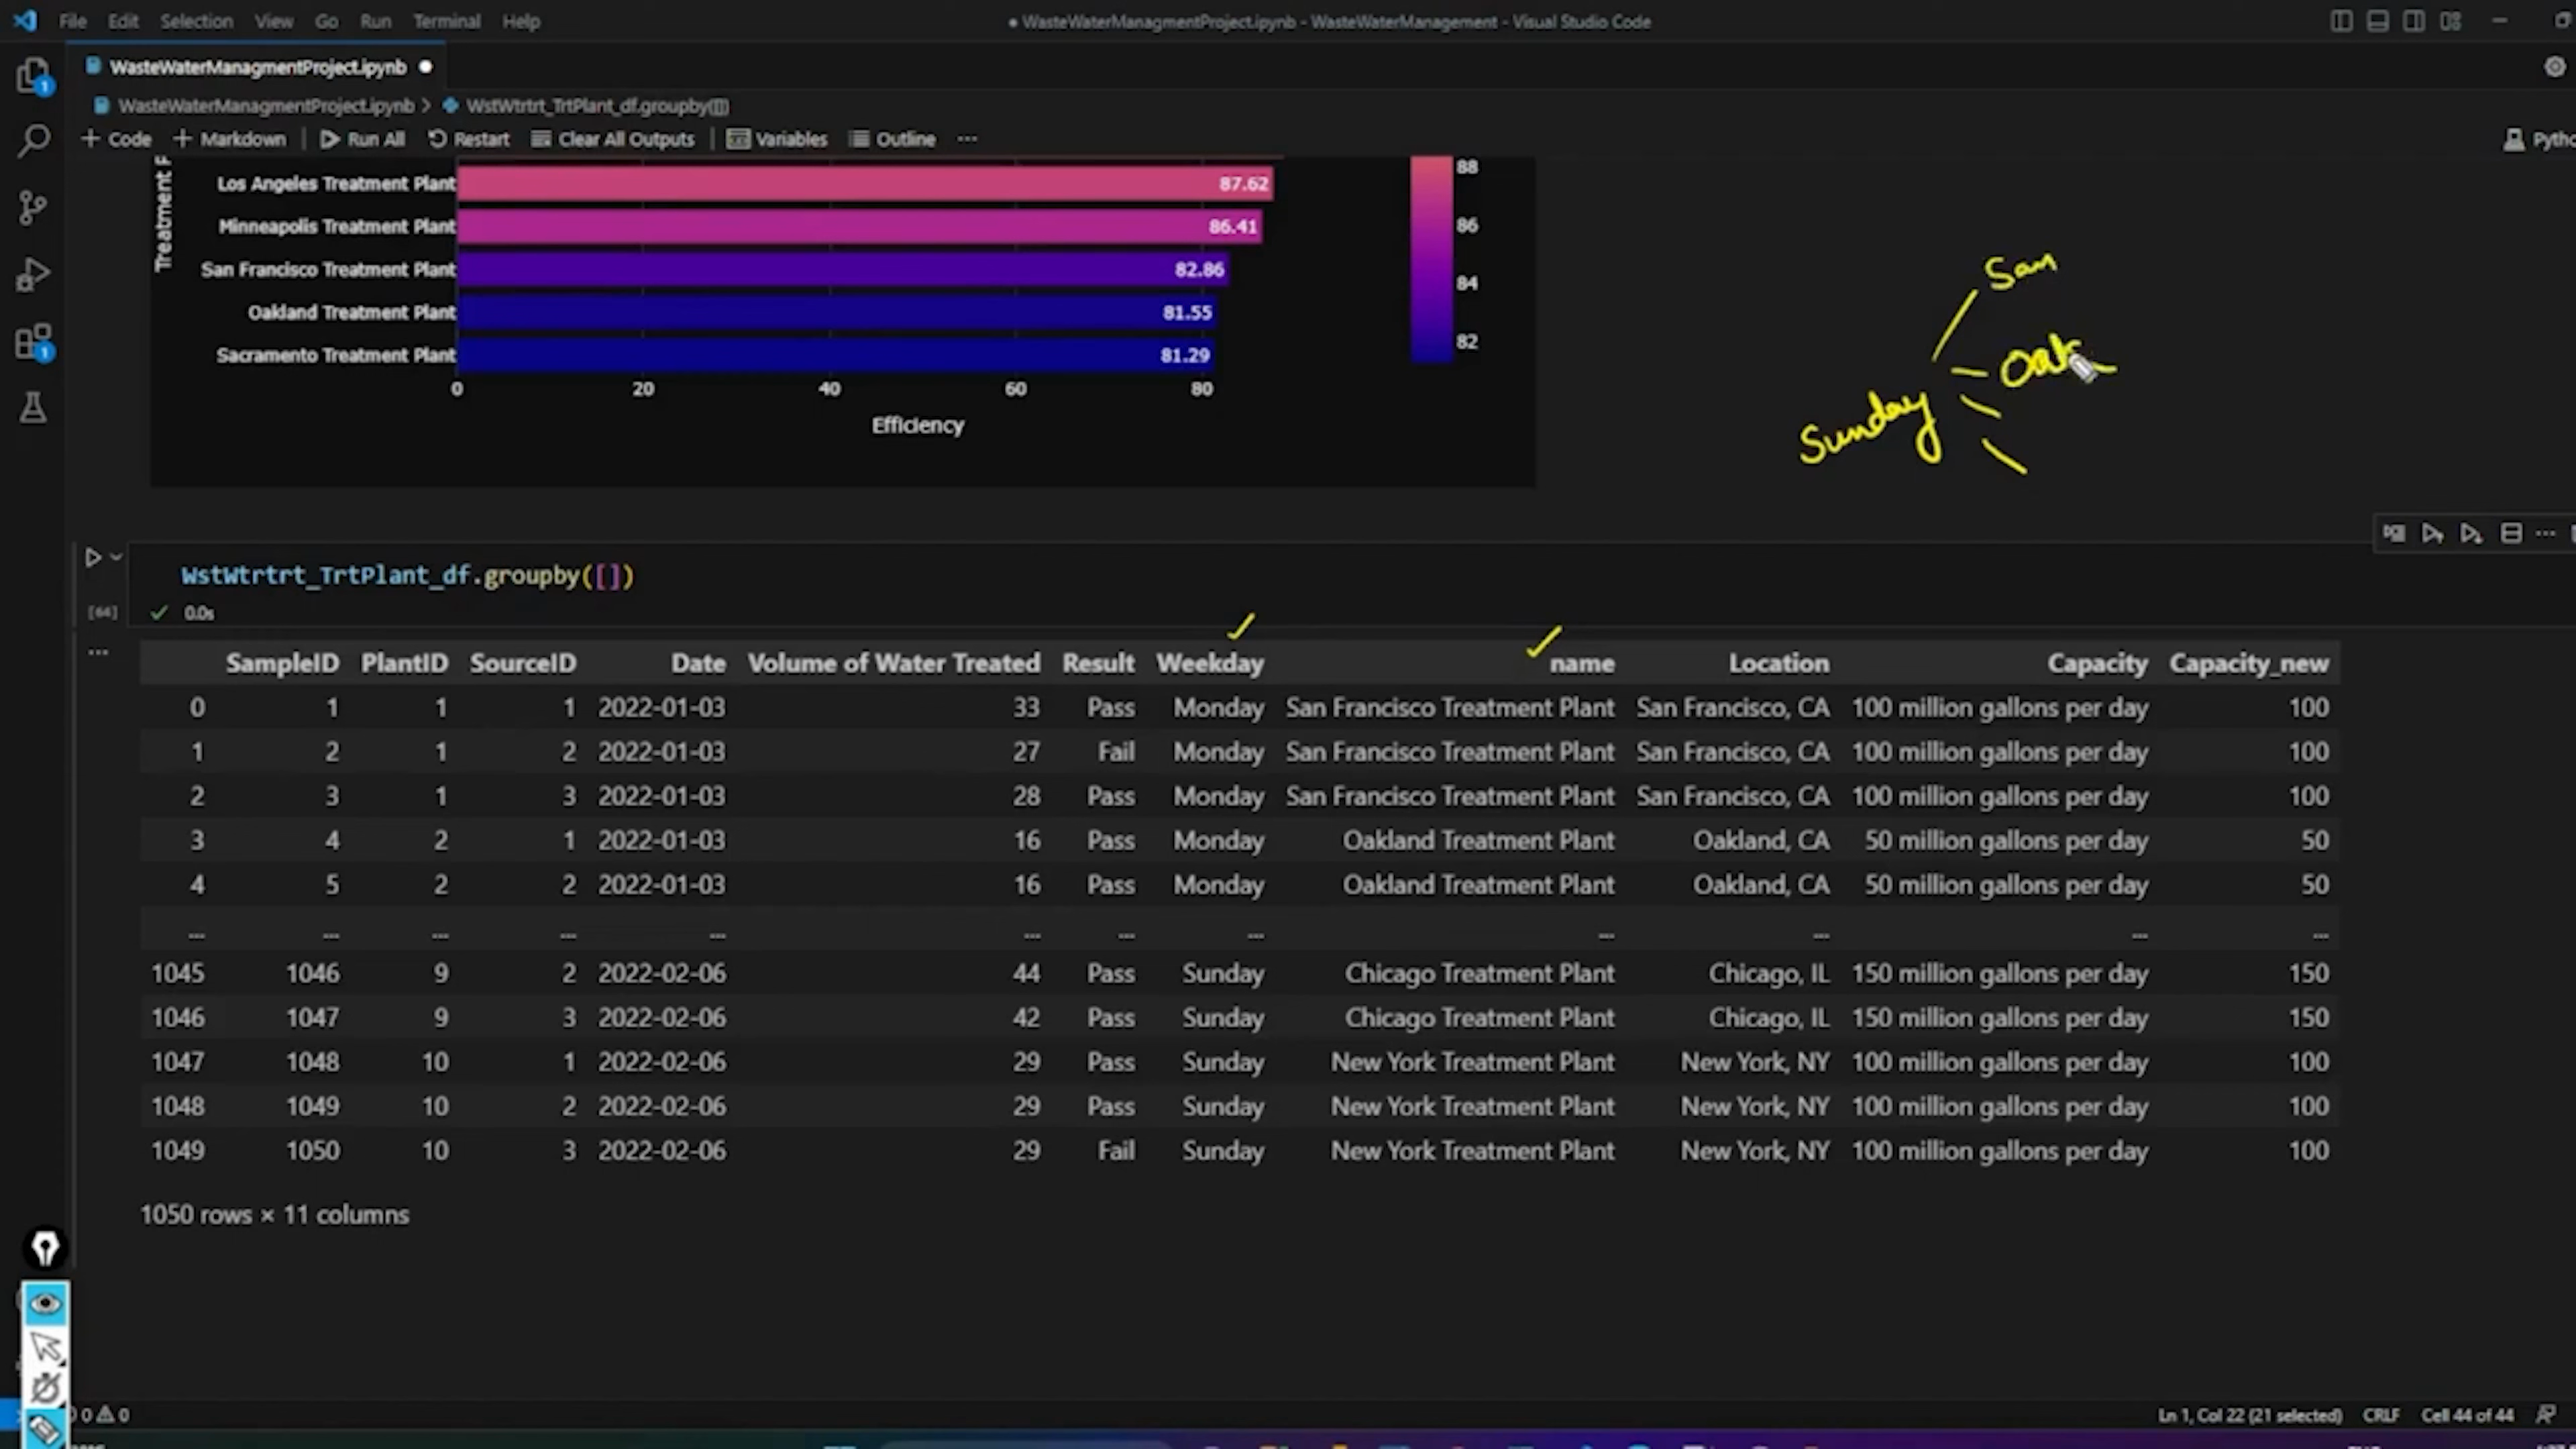 File Edit Selection View Go Run Terminal Help
● WasteWaterManagmentProject.ipynb - WasteWaterManagement - Visual Studio Code
WasteWaterManagmentProject.ipynb ●
WasteWaterManagmentProject.ipynb > WstWtrtrt_TrtPlant_df.groupby([])
+ Code + Markdown | Run All Restart Clear All Outputs | Variables Outline ...
Treatment
Los Angeles Treatment Plant 87.62
Minneapolis Treatment Plant 86.41
San Francisco Treatment Plant 82.86
Oakland Treatment Plant 81.55
Sacramento Treatment Plant 81.29
0 20 40 60 80
Efficiency
88
86
84
82
San
Oak
Sunday
WstWtrtrt_TrtPlant_df.groupby([])
[64] ✓ 0.0s
SampleID PlantID SourceID Date Volume of Water Treated Result Weekday name Location Capacity Capacity_new
0 1 1 1 2022-01-03 33 Pass Monday San Francisco Treatment Plant San Francisco, CA 100 million gallons per day 100
1 2 1 2 2022-01-03 27 Fail Monday San Francisco Treatment Plant San Francisco, CA 100 million gallons per day 100
2 3 1 3 2022-01-03 28 Pass Monday San Francisco Treatment Plant San Francisco, CA 100 million gallons per day 100
3 4 2 1 2022-01-03 16 Pass Monday Oakland Treatment Plant Oakland, CA 50 million gallons per day 50
4 5 2 2 2022-01-03 16 Pass Monday Oakland Treatment Plant Oakland, CA 50 million gallons per day 50
... ... ... ... ... ... ... ... ... ... ... ...
1045 1046 9 2 2022-02-06 44 Pass Sunday Chicago Treatment Plant Chicago, IL 150 million gallons per day 150
1046 1047 9 3 2022-02-06 42 Pass Sunday Chicago Treatment Plant Chicago, IL 150 million gallons per day 150
1047 1048 10 1 2022-02-06 29 Pass Sunday New York Treatment Plant New York, NY 100 million gallons per day 100
1048 1049 10 2 2022-02-06 29 Pass Sunday New York Treatment Plant New York, NY 100 million gallons per day 100
1049 1050 10 3 2022-02-06 29 Fail Sunday New York Treatment Plant New York, NY 100 million gallons per day 100
1050 rows × 11 columns
0 0
Ln 1, Col 22 (21 selected) CRLF Cell 44 of 44